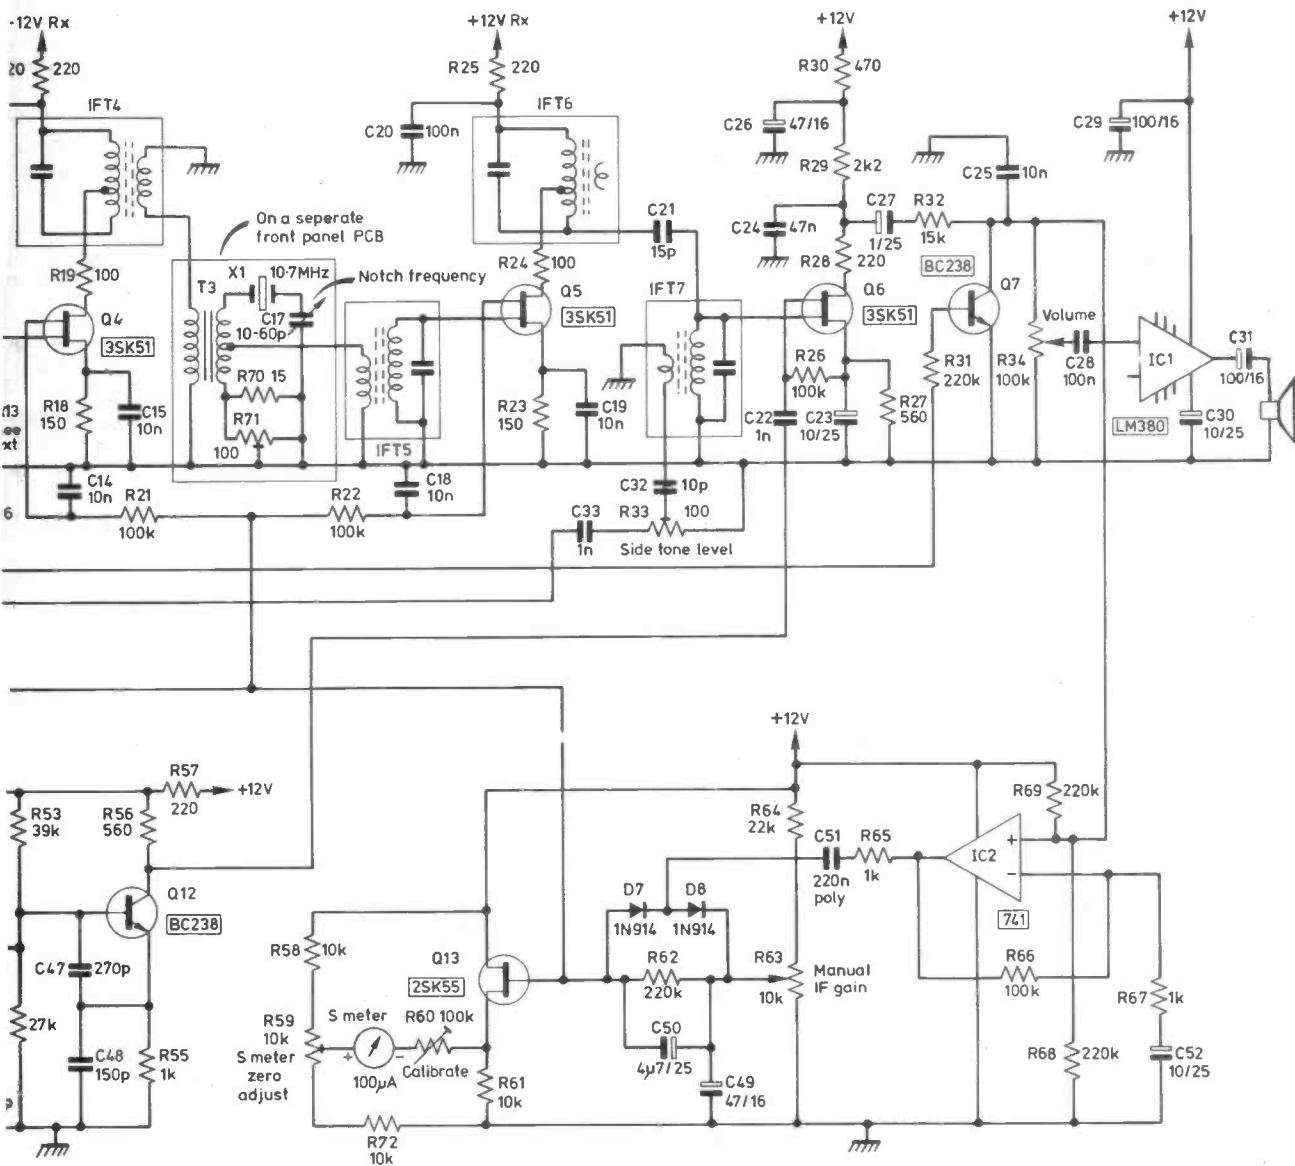 -12V Rx
+12V Rx
+12V
+12V
20
220
R25
220
R30
470
IFT4
IFT6
C20
100n
C26
47/16
C29
100/16
R29
2k2
C25
10n
On a seperate
front panel PCB
C21
15p
C24
47n
C27
1/25
R32
15k
R19
100
R24
100
R28
220
BC238
X1
10·7MHz
Notch frequency
T3
C17
10-60p
Q4
3SK51
Q5
3SK51
IFT7
Q6
3SK51
Q7
Volume
R70
15
R71
100
R18
150
C15
10n
IFT5
R23
150
C19
10n
R26
100k
C22
1n
C23
10/25
R27
560
R31
220k
R34
100k
C28
100n
IC1
LM380
C31
100/16
C30
10/25
xt
C14
10n
R21
100k
R22
100k
C18
10n
C32
10p
C33
1n
R33
100
Side tone level
6
+12V
R57
220
+12V
R53
39k
R56
560
Q12
BC238
C47
270p
27k
C48
150p
R55
1k
R64
22k
R69
220k
C51
220n
poly
R65
1k
IC2
+
−
741
D7
1N914
D8
1N914
R58
10k
Q13
2SK55
R62
220k
R63
10k
Manual
IF gain
R66
100k
R67
1k
R59
10k
S meter
zero
adjust
S meter
+
−
100µA
R60
100k
Calibrate
R61
10k
C50
4µ7/25
C49
47/16
R68
220k
C52
10/25
R72
10k